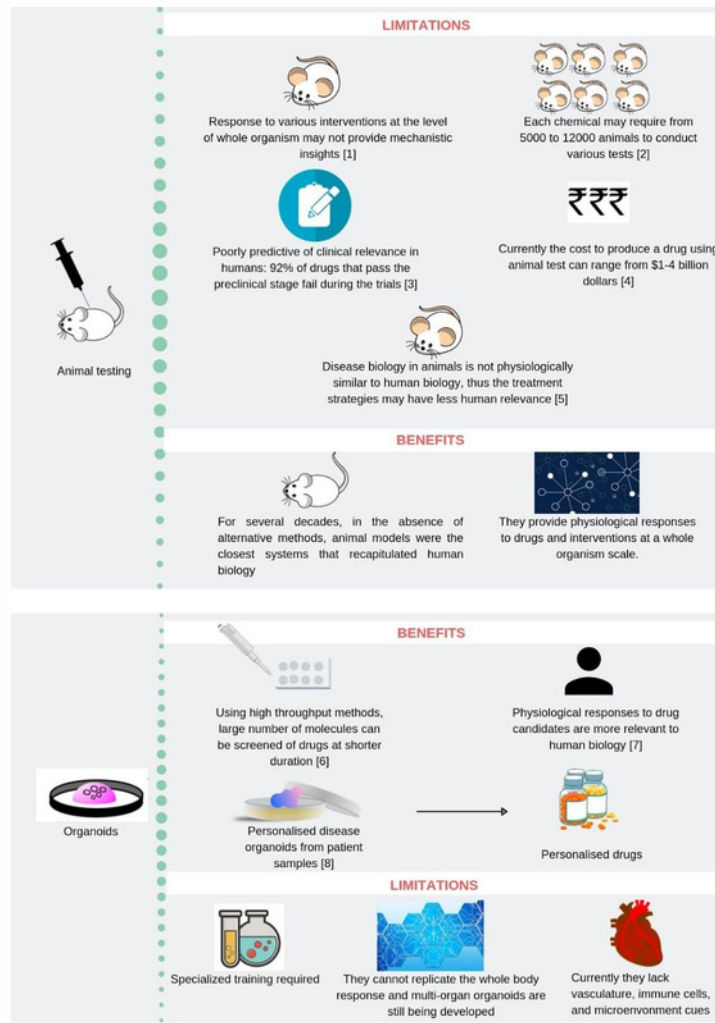 LIMITATIONS
Response to various interventions at the level
of whole organism may not provide mechanistic
insights [1]
Each chemical may require from
5000 to 12000 animals to conduct
various tests [2]
₹₹₹
Poorly predictive of clinical relevance in
humans: 92% of drugs that pass the
preclinical stage fail during the trials [3]
Currently the cost to produce a drug using
animal test can range from $1-4 billion
dollars [4]
Animal testing
Disease biology in animals is not physiologically
similar to human biology, thus the treatment
strategies may have less human relevance [5]
BENEFITS
For several decades, in the absence of
alternative methods, animal models were the
closest systems that recapitulated human
biology
They provide physiological responses
to drugs and interventions at a whole
organism scale.
BENEFITS
Using high throughput methods,
large number of molecules can
be screened of drugs at shorter
duration [6]
Physiological responses to drug
candidates are more relevant to
human biology [7]
Organoids
Personalised disease
organoids from patient
samples [8]
Personalised drugs
LIMITATIONS
Specialized training required
They cannot replicate the whole body
response and multi-organ organoids are
still being developed
Currently they lack
vasculature, immune cells,
and microenvonment cues